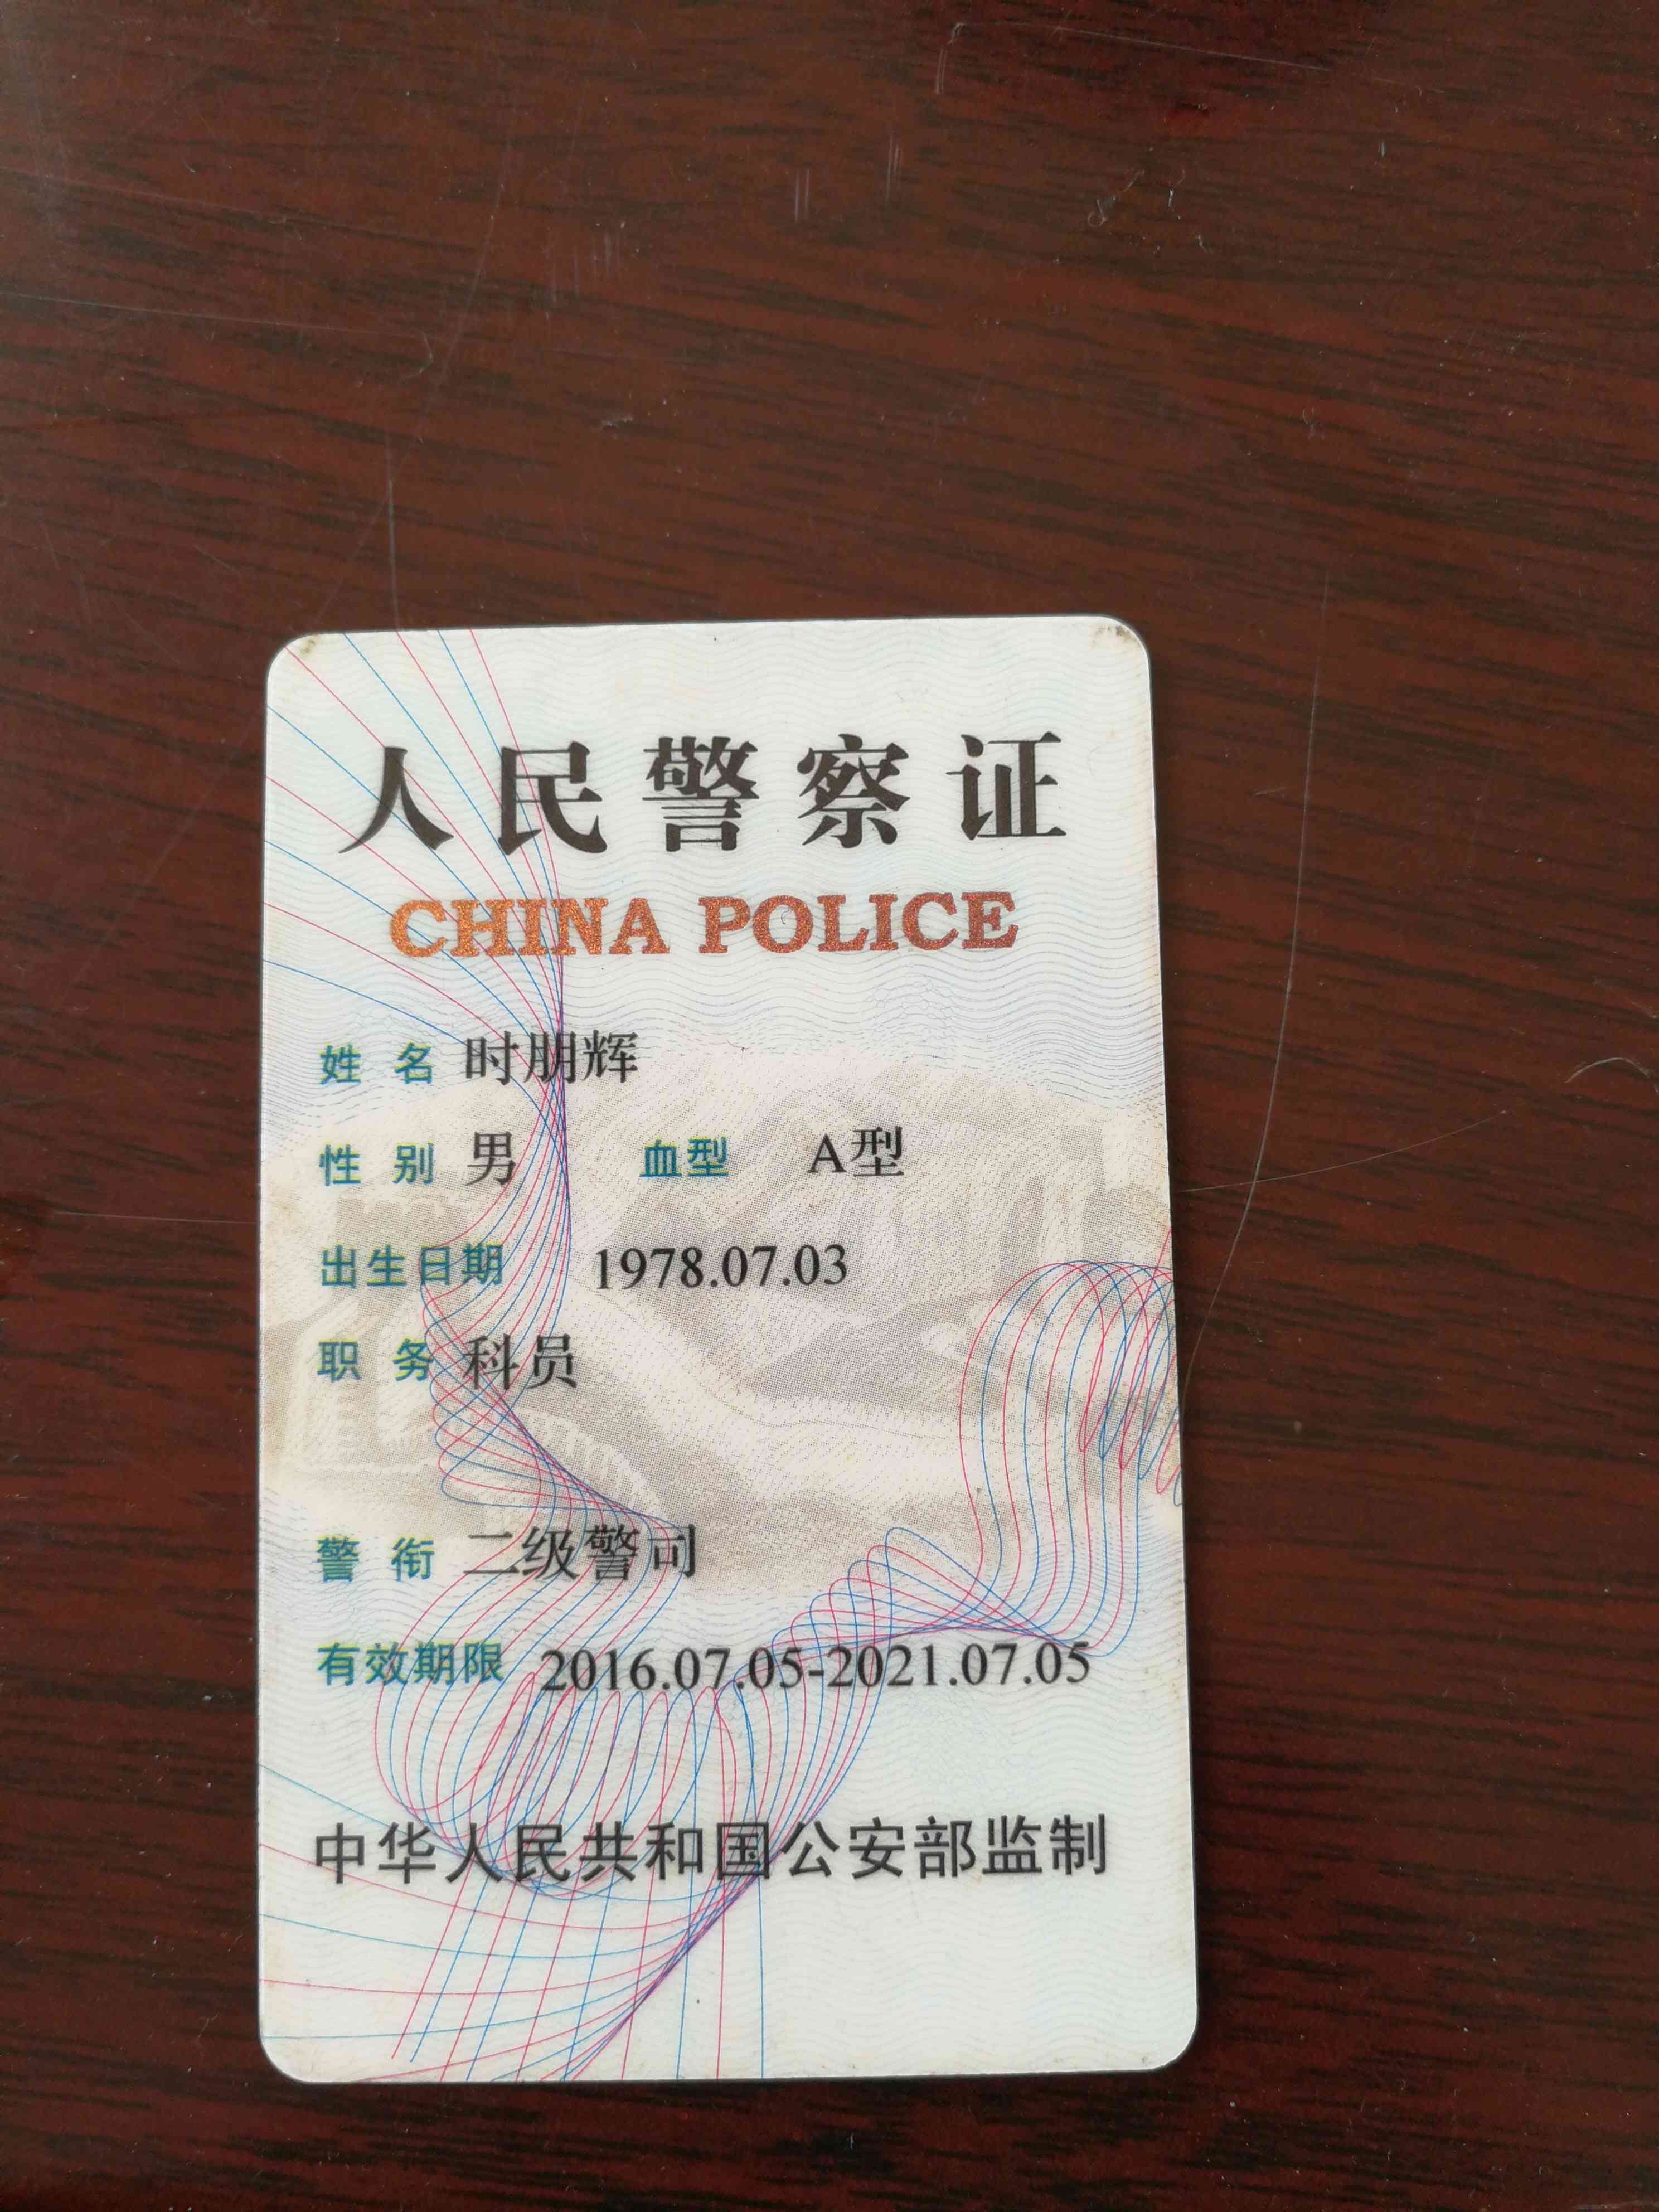 人民警察证
CHINA POLICE
姓 名 时朋辉
性 别 男 血型 A型
出生日期 1978.07.03
职 务 科员
警 衔 二级警司
有效期限 2016.07.05-2021.07.05
中华人民共和国公安部监制